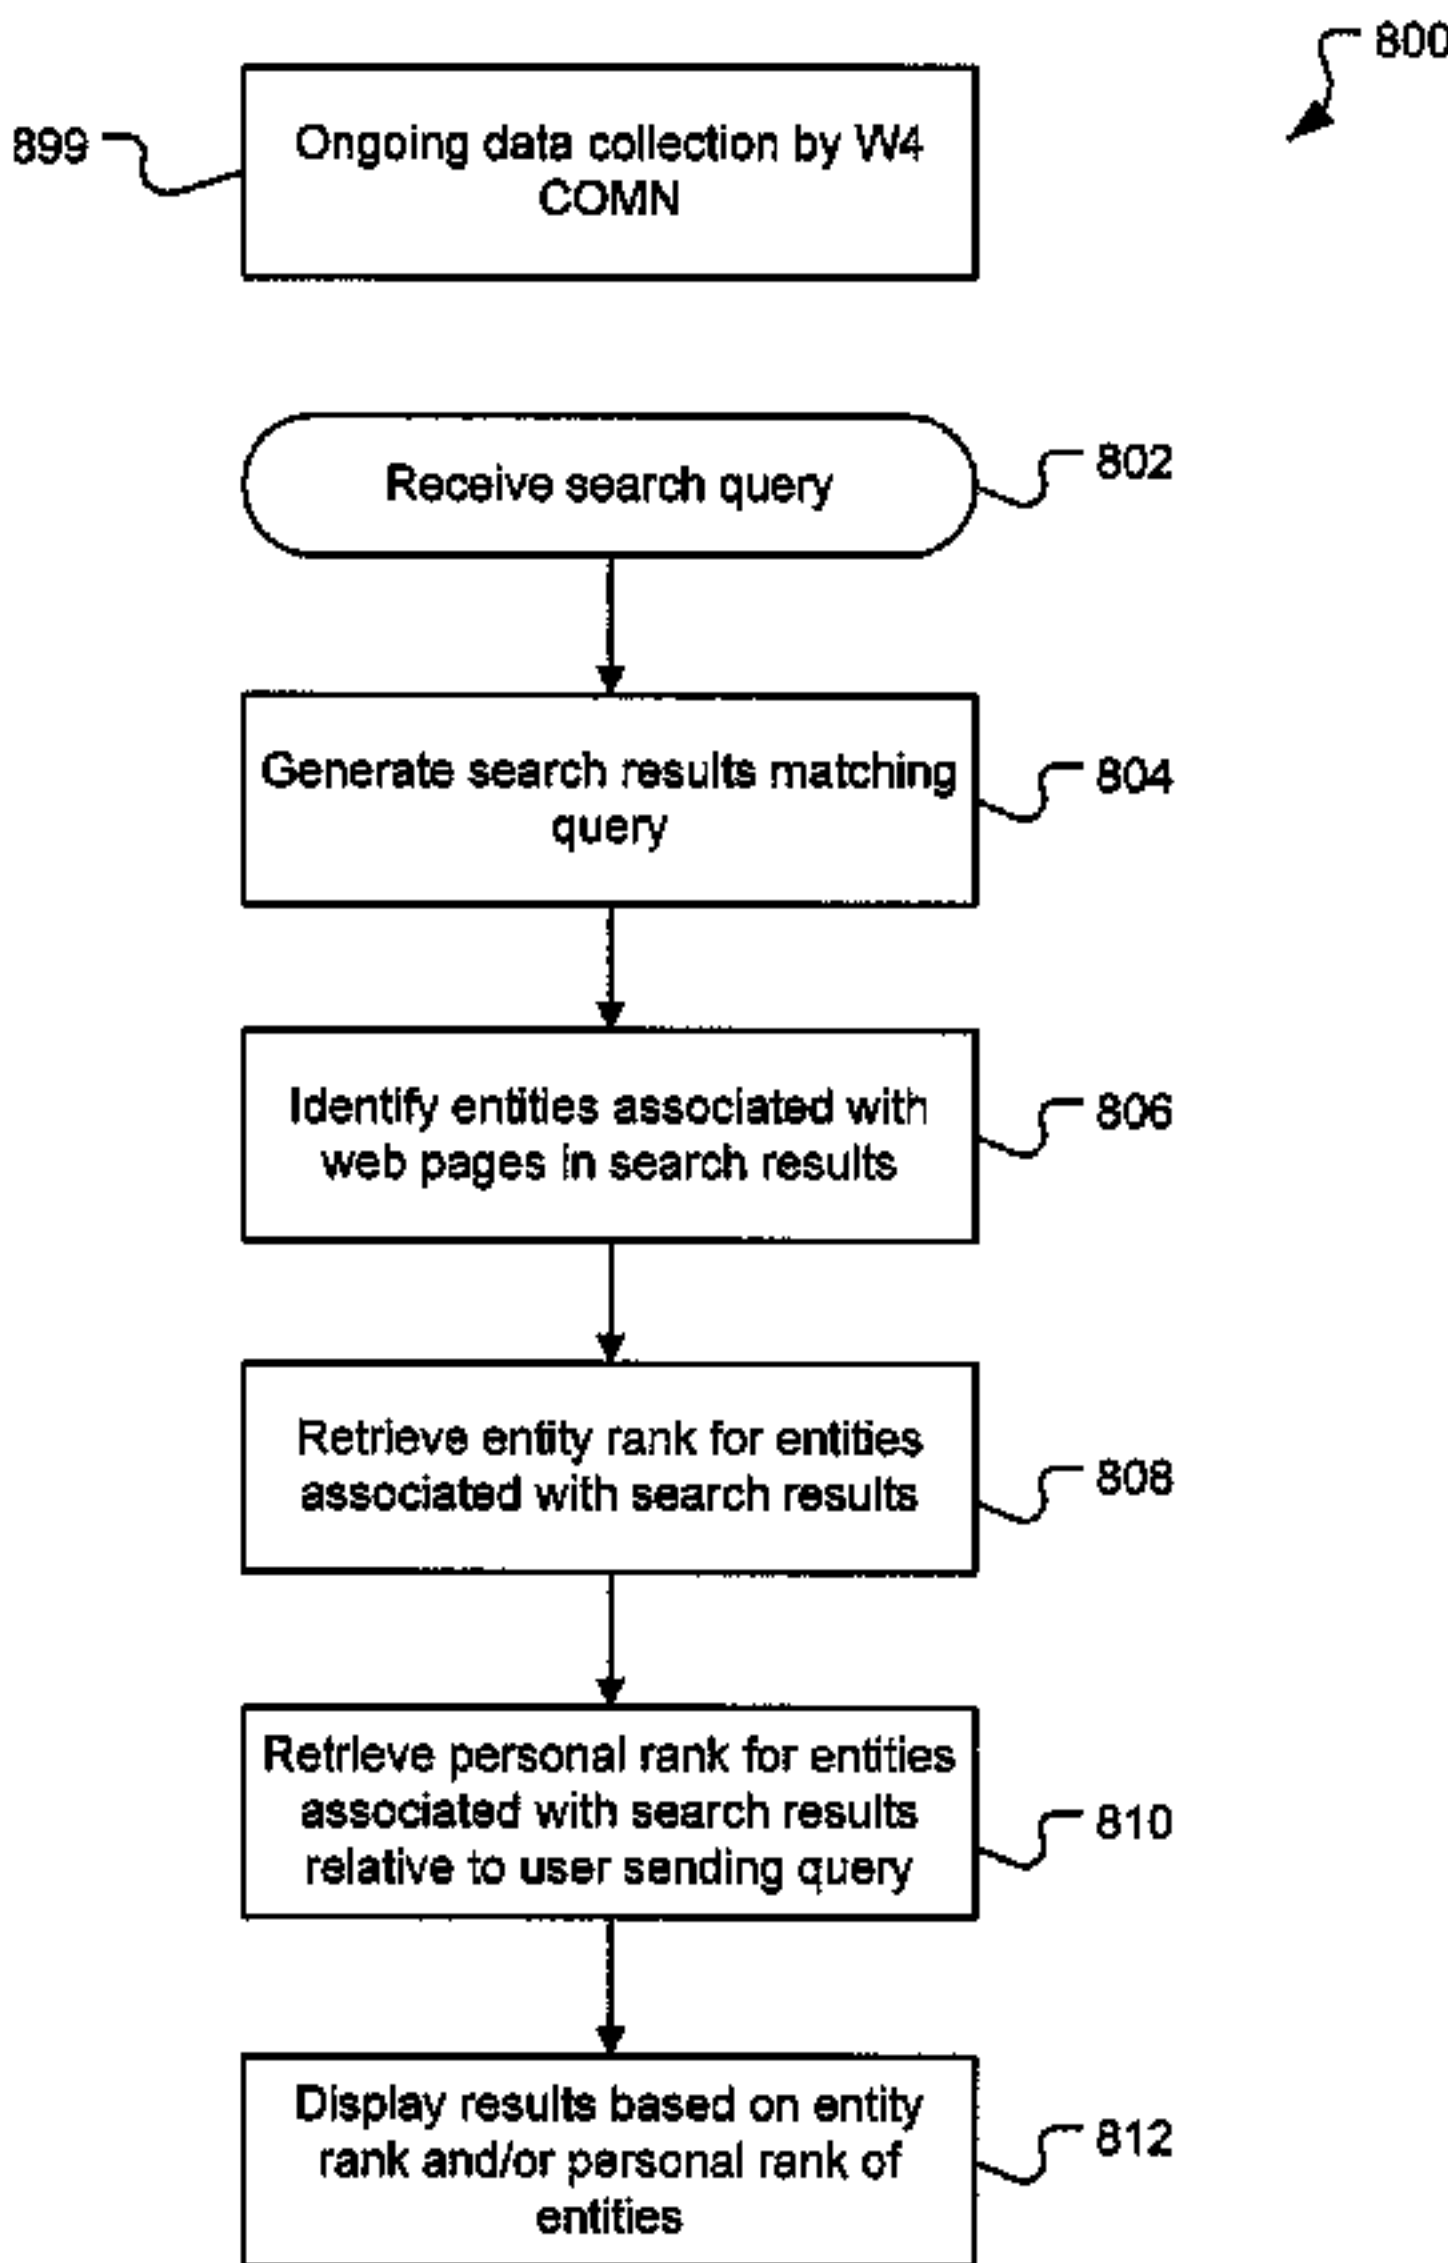 800
899
Ongoing data collection by W4
COMN
Receive search query
802
Generate search results matching
query
804
Identify entities associated with
web pages in search results
806
Retrieve entity rank for entities
associated with search results
808
Retrieve personal rank for entities
associated with search results
relative to user sending query
810
Display results based on entity
rank and/or personal rank of
entities
812